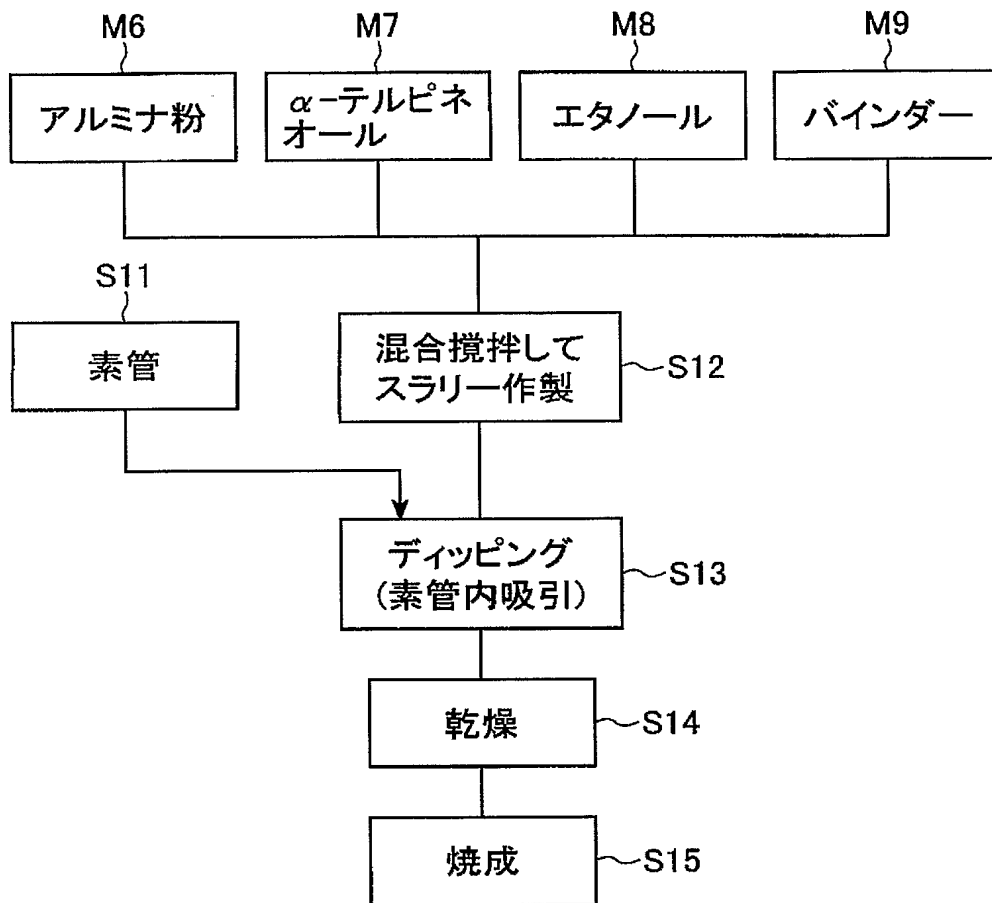 M6
M7
M8
M9
アルミナ粉
α-テルピネ
オール
エタノール
バインダー
S11
素管
混合撹拌して
スラリー作製
S12
ディッピング
(素管内吸引)
S13
乾燥
S14
焼成
S15